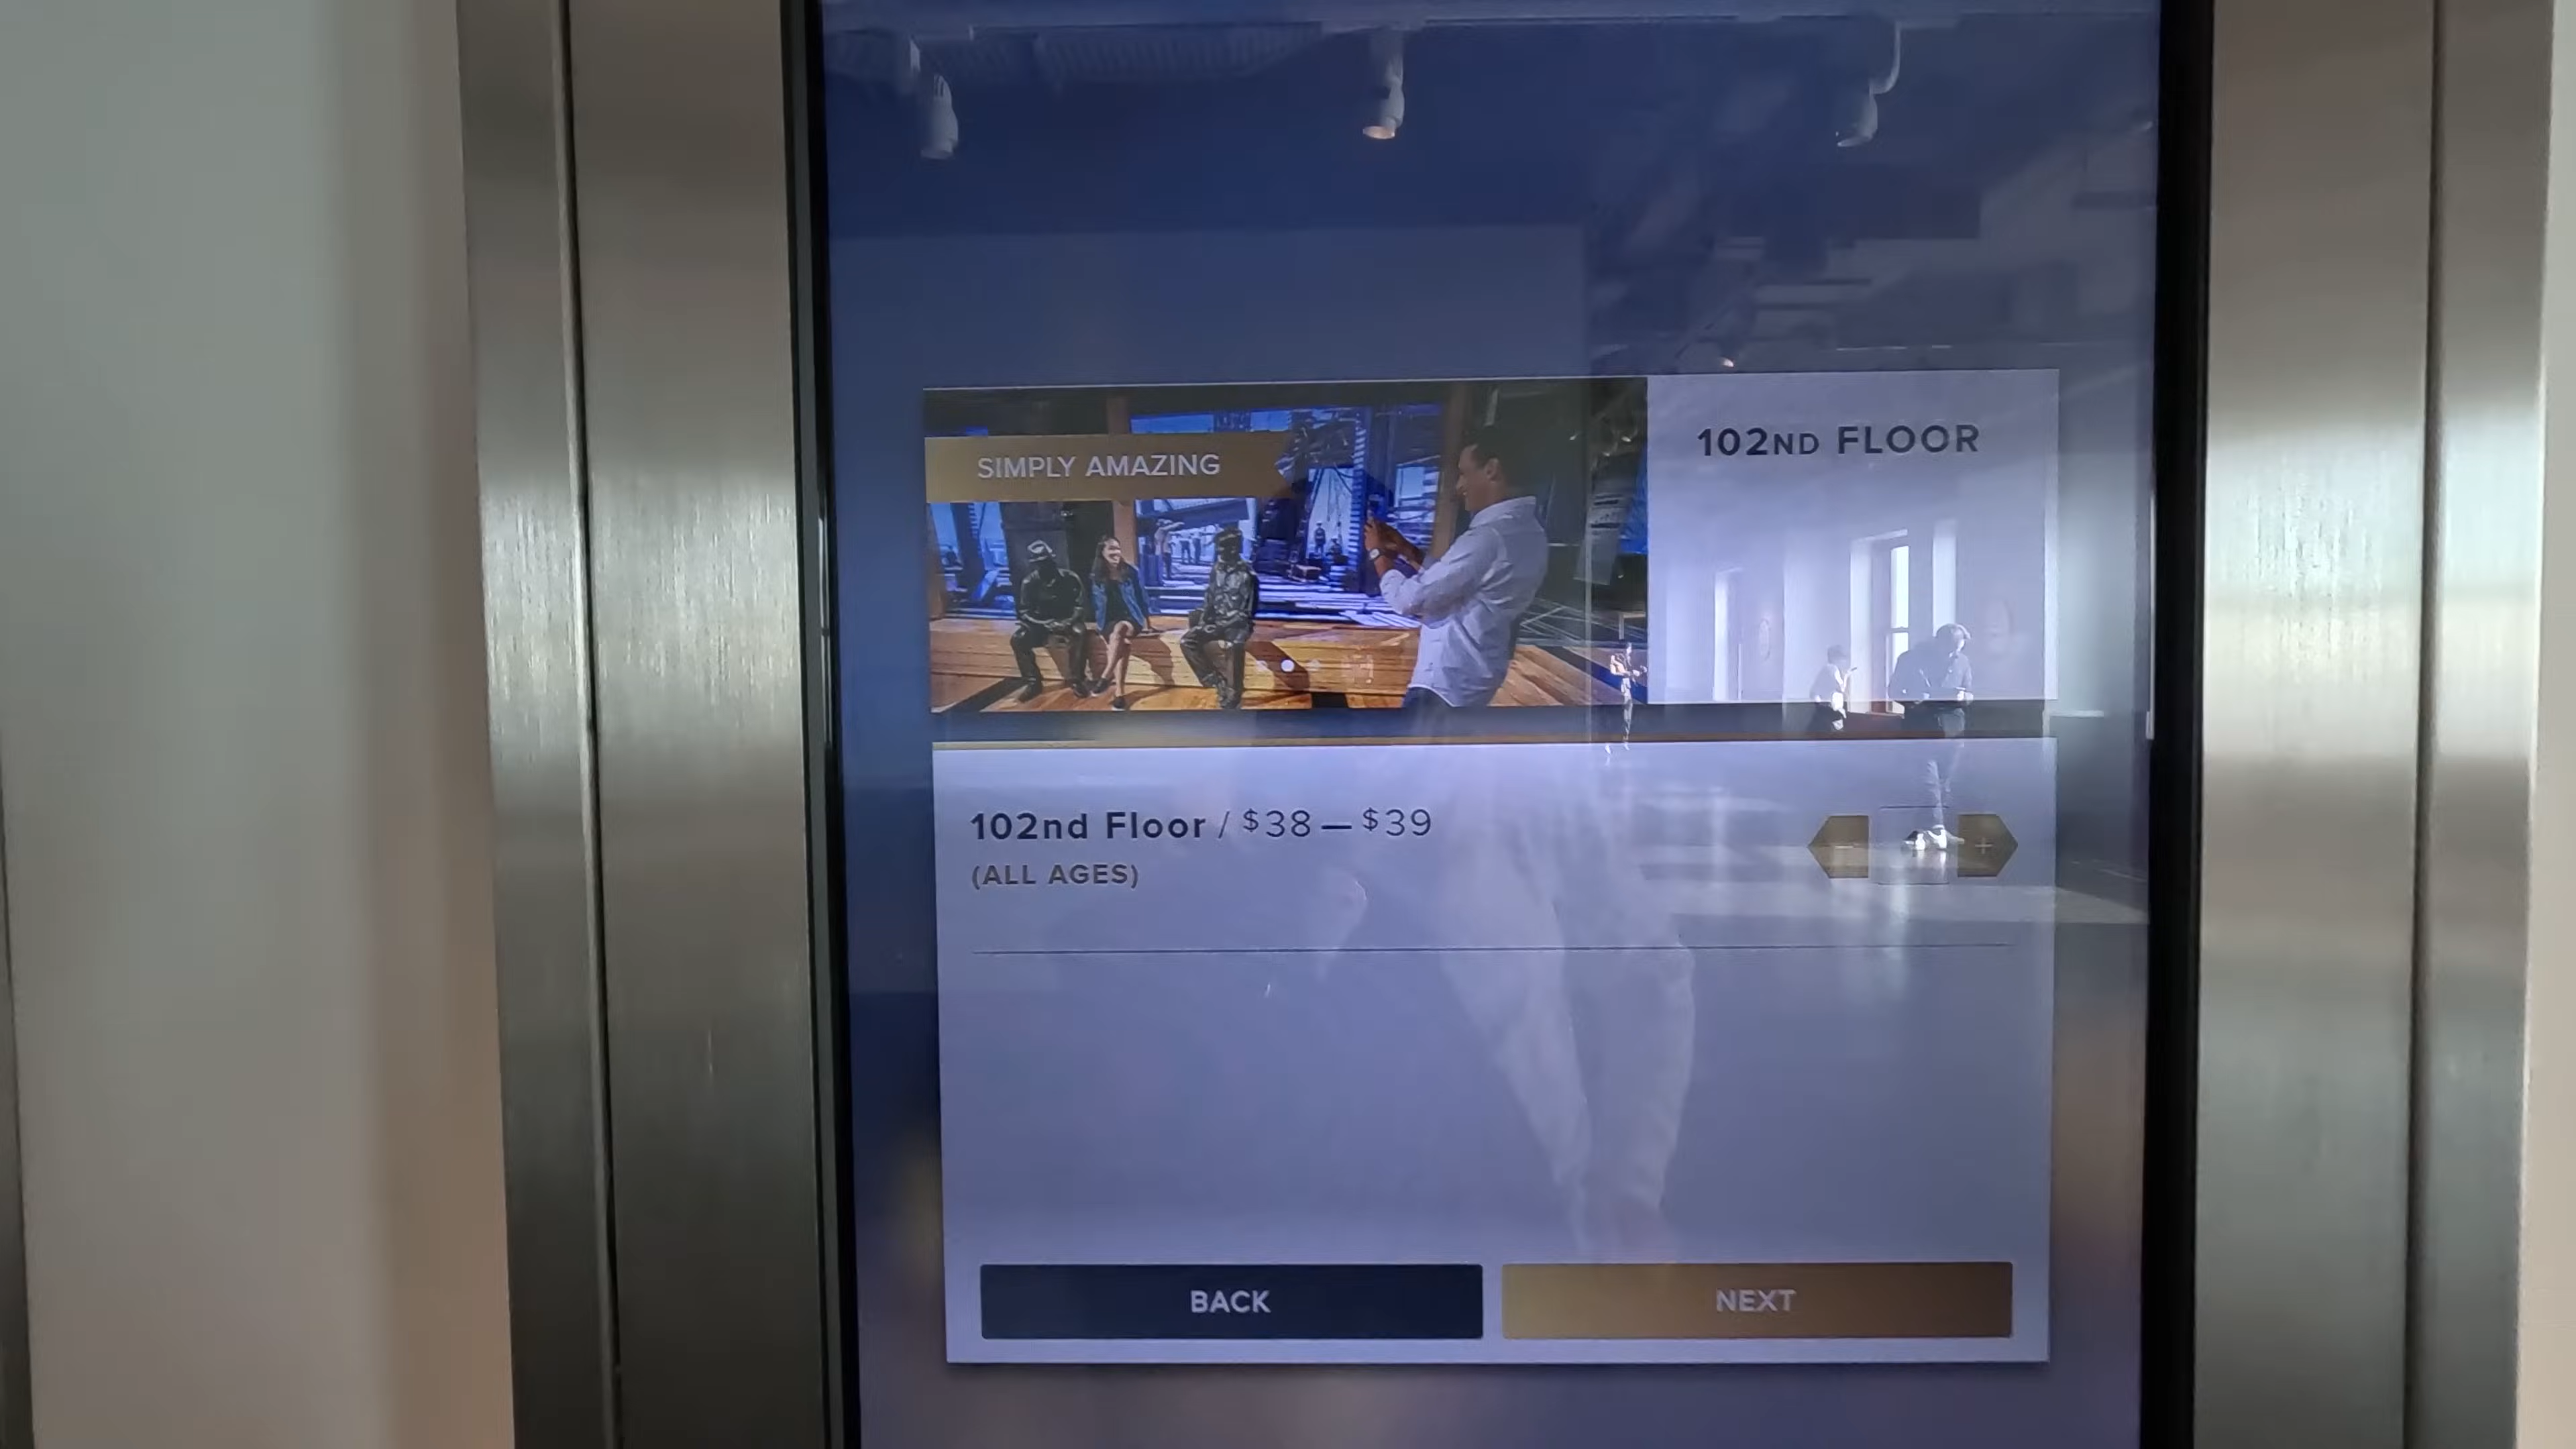 SIMPLY AMAZING
102ND FLOOR
102nd Floor / $38 — $39
(ALL AGES)
+
BACK
NEXT